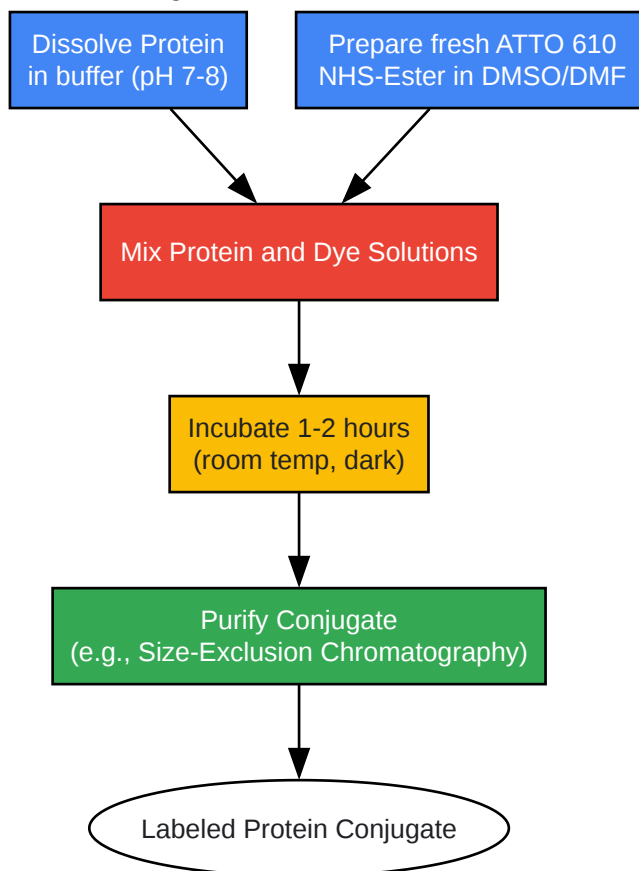 Dissolve Protein
in buffer (pH 7-8)
Prepare fresh ATTO 610
NHS-Ester in DMSO/DMF
Mix Protein and Dye Solutions
Incubate 1-2 hours
(room temp, dark)
Purify Conjugate
(e.g., Size-Exclusion Chromatography)
Labeled Protein Conjugate